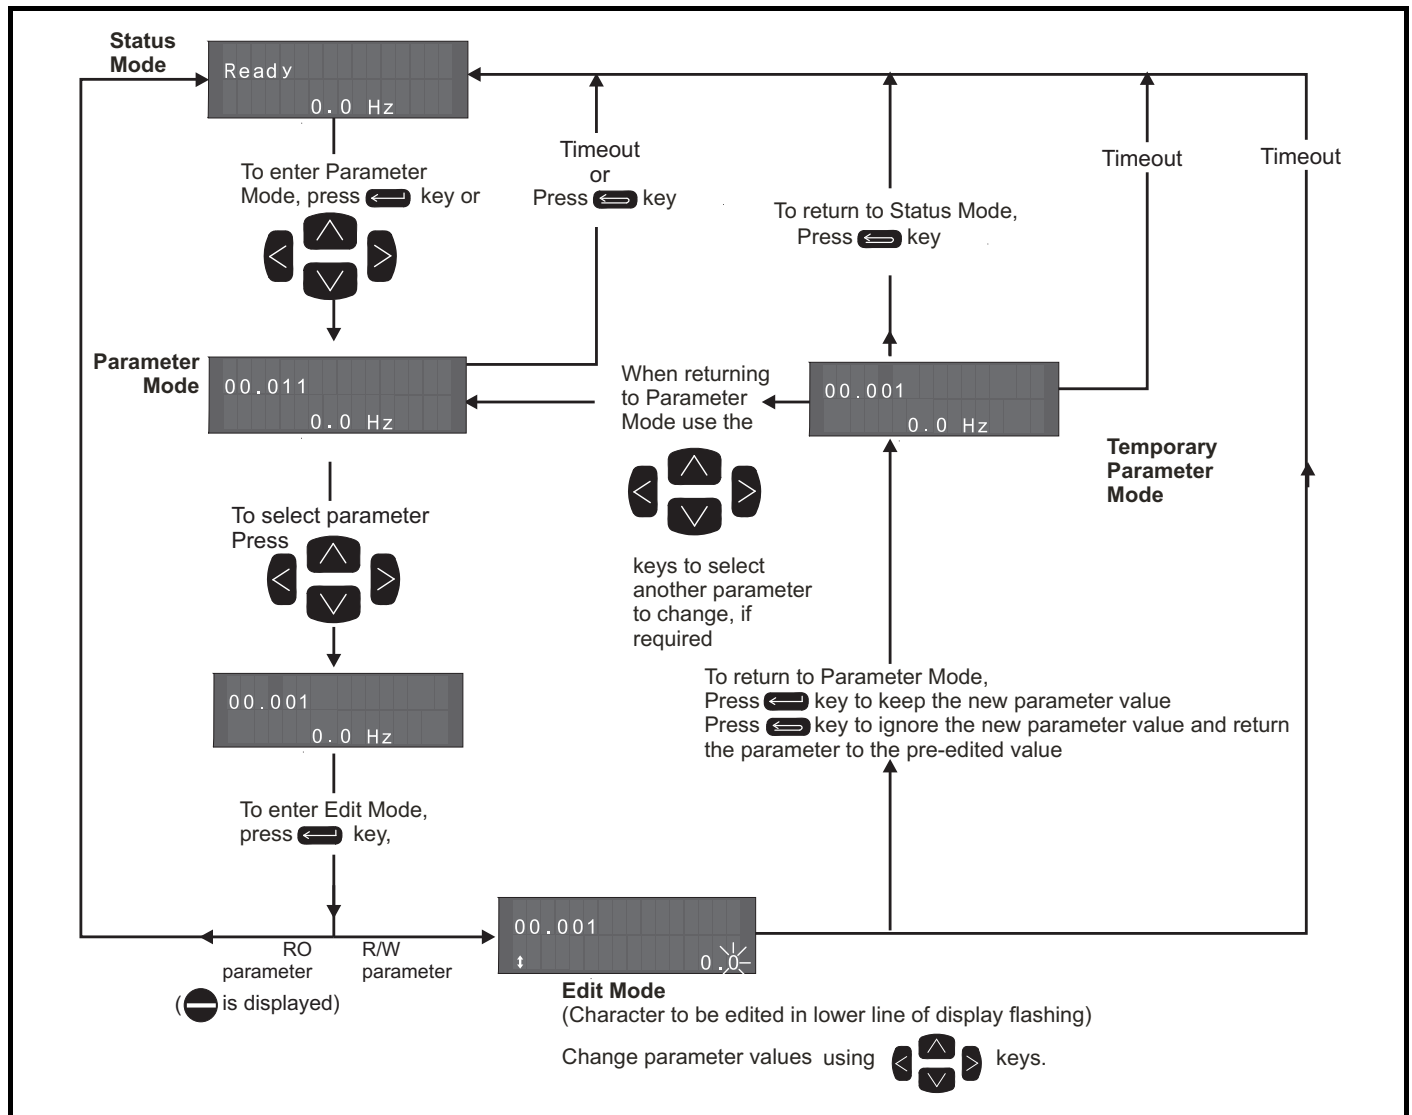 Status
Mode
Ready
0.0 Hz
To enter Parameter
Mode, press key or
Timeout
or
Press key
To return to Status Mode,
Press key
Timeout
Timeout
Parameter
Mode
00.011
0.0 Hz
When returning
to Parameter
Mode use the
keys to select
another parameter
to change, if
required
00.001
0.0 Hz
Temporary
Parameter
Mode
To select parameter
Press
00.001
0.0 Hz
To return to Parameter Mode,
Press key to keep the new parameter value
Press key to ignore the new parameter value and return
the parameter to the pre-edited value
To enter Edit Mode,
press key,
RO
parameter
( is displayed)
R/W
parameter
00.001
0.0
Edit Mode
(Character to be edited in lower line of display flashing)
Change parameter values using keys.